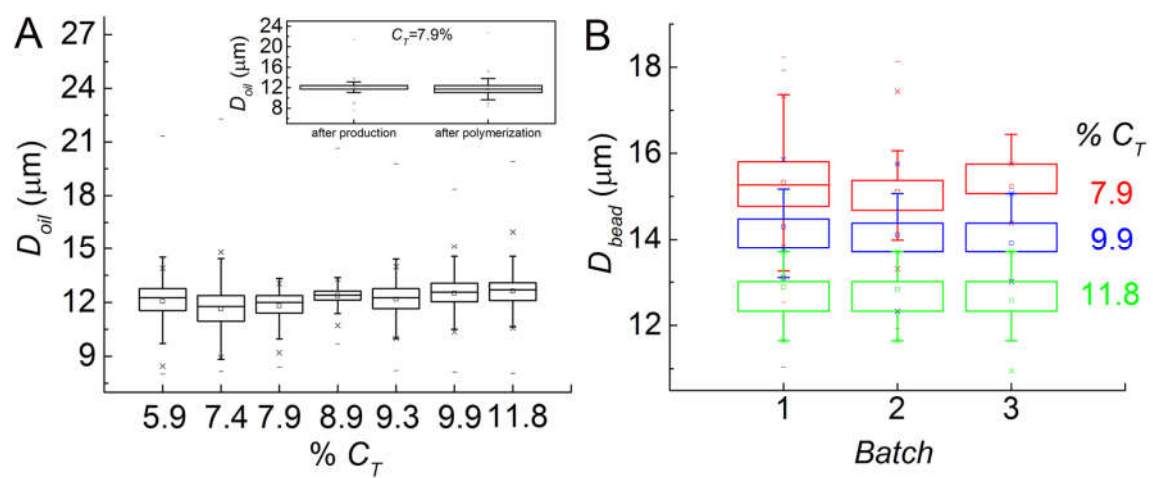 A
27
24
21
18
15
12
9
D_oil (µm)
5.9 7.4 7.9 8.9 9.3 9.9 11.8
% C_T
24
20
16
12
8
D_oil (µm)
C_T=7.9%
after production after polymerization
B
18
16
14
12
D_bead (µm)
1 2 3
Batch
% C_T
7.9
9.9
11.8